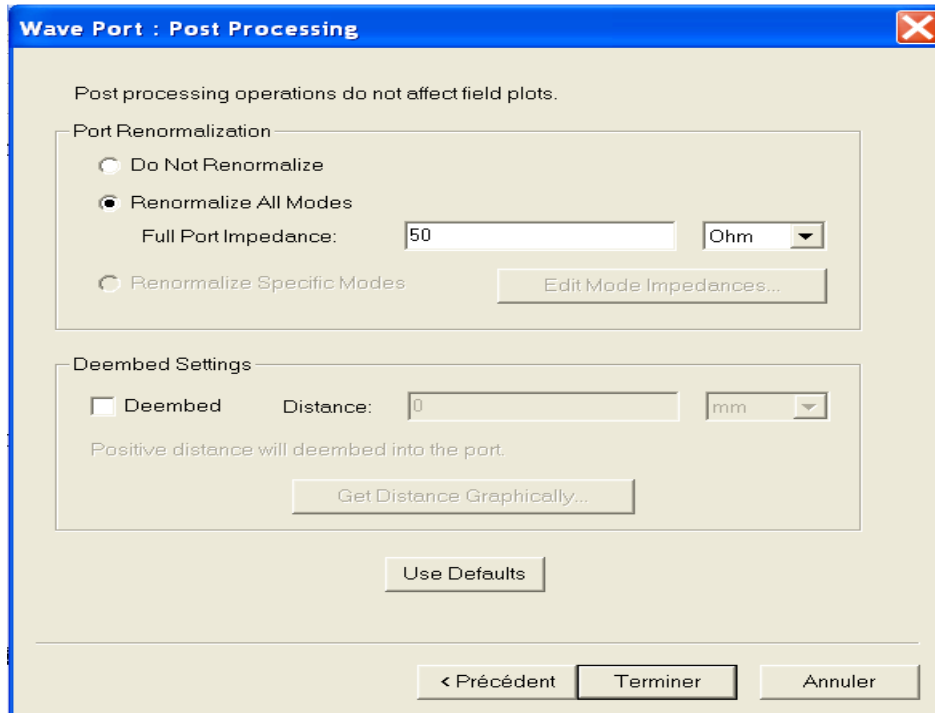 Wave Port : Post Processing
Post processing operations do not affect field plots.
Port Renormalization
Do Not Renormalize
Renormalize All Modes
Full Port Impedance: 50 Ohm
Renormalize Specific Modes Edit Mode Impedances...
Deembed Settings
Deembed Distance: 0 mm
Positive distance will deembed into the port.
Get Distance Graphically...
Use Defaults
< Précédent Terminer Annuler